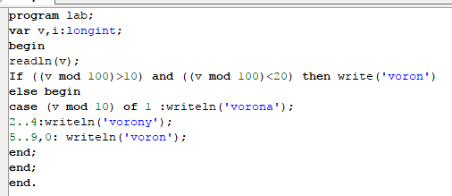 program lab;
var v,i:longint;
begin
readln(v);
If ((v mod 100)>10) and ((v mod 100)<20) then write('voron')
else begin
case (v mod 10) of 1 :writeln('vorona');
2..4:writeln('vorony');
5..9,0: writeln('voron');
end;
end;
end.